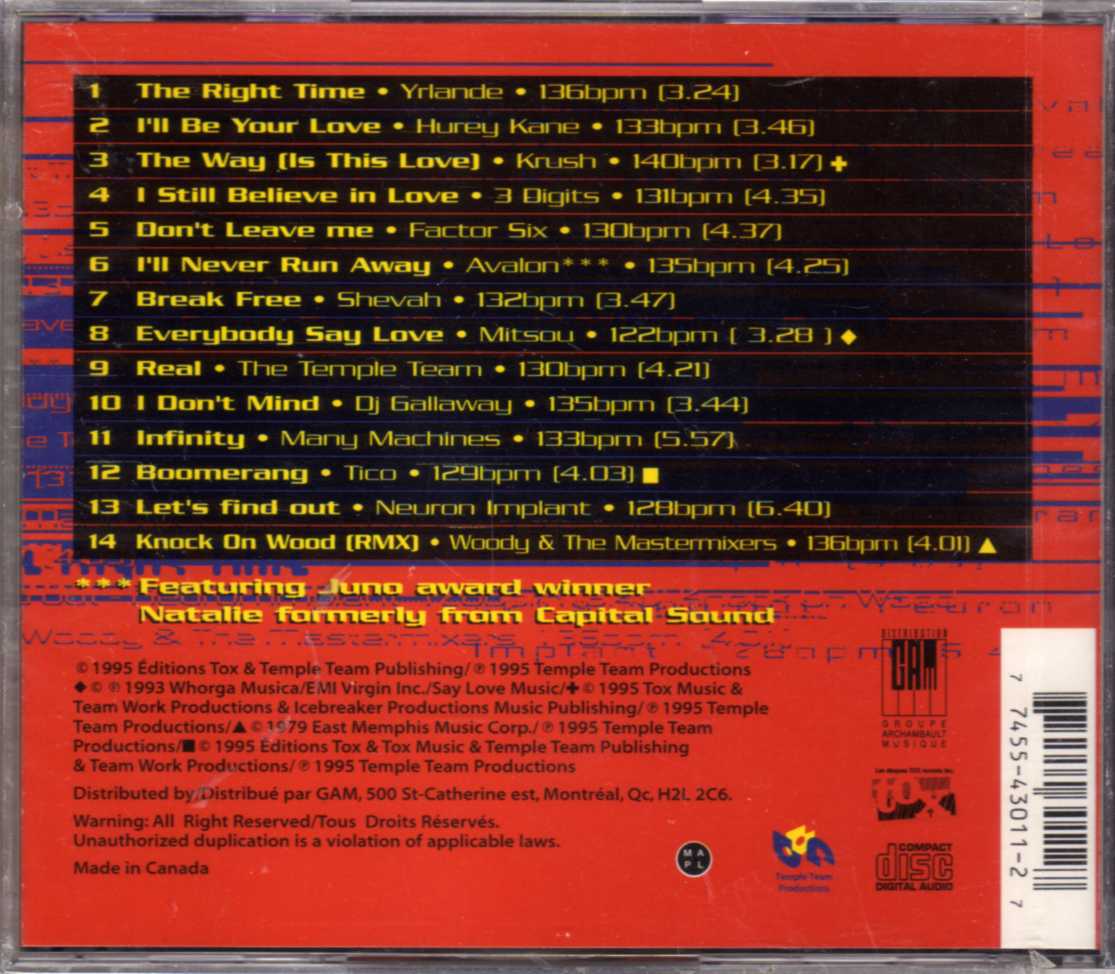 1 The Right Time • Yrlande • 136bpm (3.24)
2 I'll Be Your Love • Hurey Kane • 133bpm (3.46)
3 The Way (Is This Love) • Krush • 140bpm (3.17) ✚
4 I Still Believe in Love • 3 Digits • 131bpm (4.35)
5 Don't Leave me • Factor Six • 130bpm (4.37)
6 I'll Never Run Away • Avalon*** • 135bpm (4.25)
7 Break Free • Shevah • 132bpm (3.47)
8 Everybody Say Love • Mitsou • 122bpm ( 3.28 ) ◆
9 Real • The Temple Team • 130bpm (4.21)
10 I Don't Mind • Dj Gallaway • 135bpm (3.44)
11 Infinity • Many Machines • 133bpm (5.57)
12 Boomerang • Tico • 129bpm (4.03) ■
13 Let's find out • Neuron Implant • 128bpm (6.40)
14 Knock On Wood (RMX) • Woody & The Mastermixers • 136bpm (4.01) ▲
*** Featuring Juno award winner
Natalie formerly from Capital Sound
Woody & The Mastermixers
© 1995 Éditions Tox & Temple Team Publishing/℗ 1995 Temple Team Productions
◆ © ℗ 1993 Whorga Musica/EMI Virgin Inc./Say Love Music/✚ © 1995 Tox Music &
Team Work Productions & Icebreaker Productions Music Publishing/℗ 1995 Temple
Team Productions/▲ © 1979 East Memphis Music Corp./℗ 1995 Temple Team
Productions/■ © 1995 Éditions Tox & Tox Music & Temple Team Publishing
& Team Work Productions/℗ 1995 Temple Team Productions
Distributed by/Distribué par GAM, 500 St-Catherine est, Montréal, Qc, H2L 2C6.
Warning: All Right Reserved/Tous Droits Réservés.
Unauthorized duplication is a violation of applicable laws.
Made in Canada
MAPL
Temple Team
Productions
DISTRIBUTION
GAM
GROUPE
ARCHAMBAULT
MUSIQUE
Les disques TOX records inc.
tox
COMPACT
disc
DIGITAL AUDIO
7 7455-43011-2 7